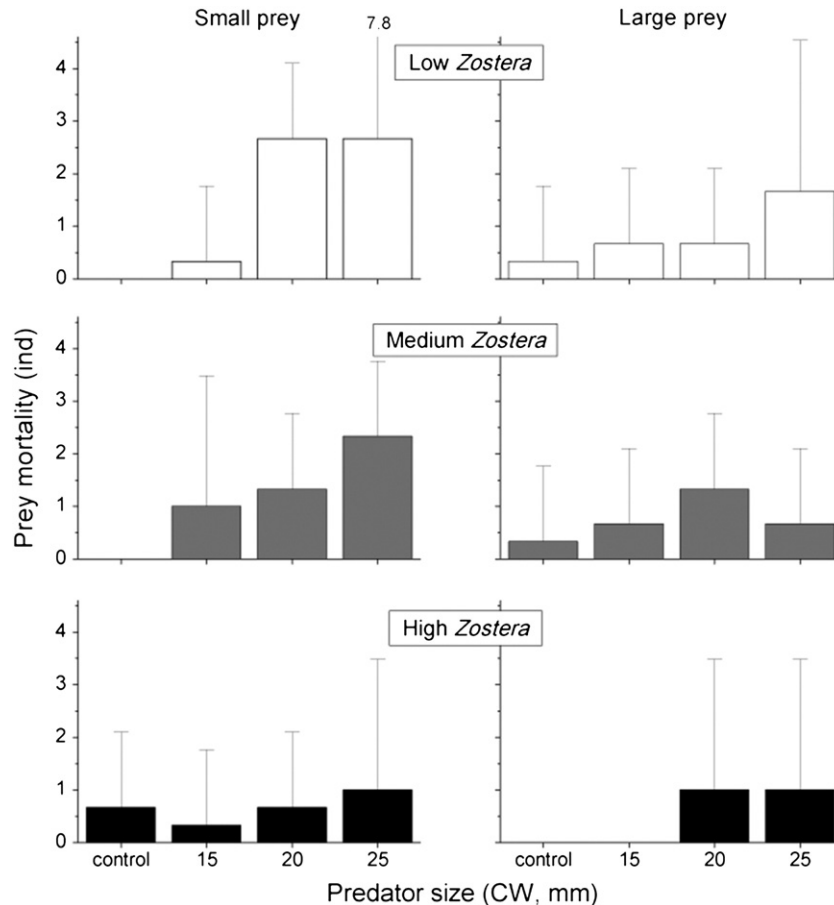 Small prey
7.8
Large prey
Low Zostera
4
3
2
1
0
Medium Zostera
4
3
2
1
0
Prey mortality (ind)
High Zostera
4
3
2
1
0
control 15 20 25 control 15 20 25
Predator size (CW, mm)